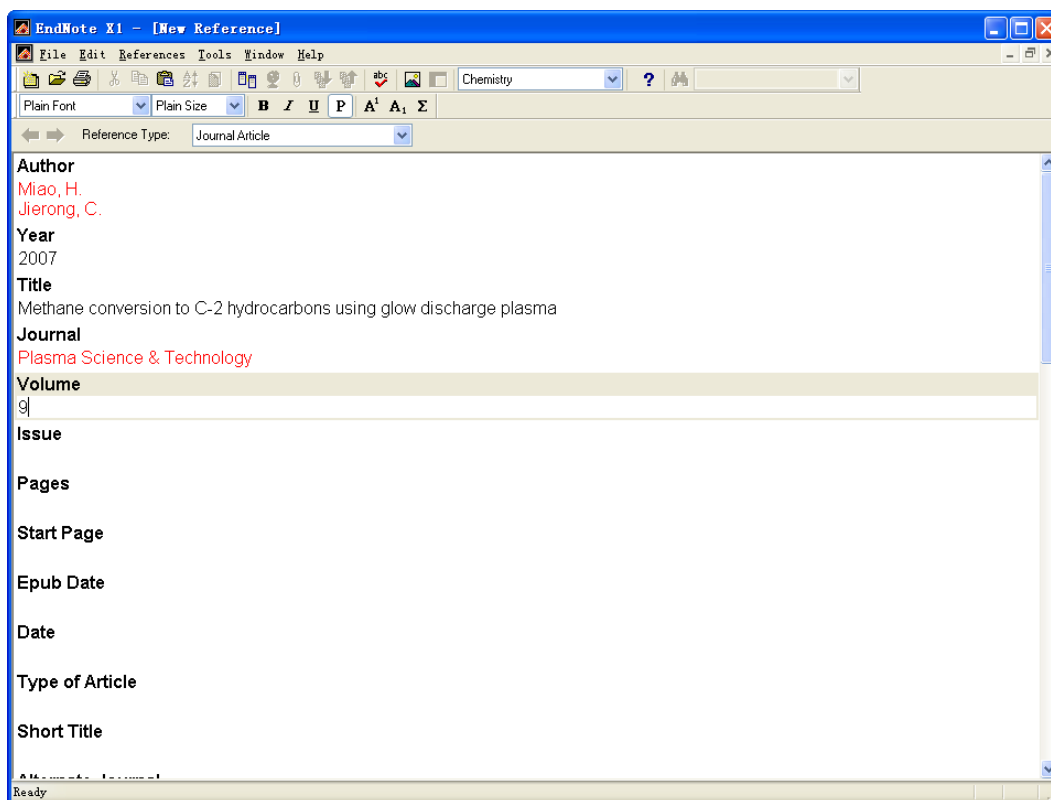 EndNote X1 - [New Reference]
File Edit References Tools Window Help
Chemistry
Plain Font Plain Size B I U P A¹ A₁ Σ
Reference Type: Journal Article
Author
Miao, H.
Jierong, C.
Year
2007
Title
Methane conversion to C-2 hydrocarbons using glow discharge plasma
Journal
Plasma Science & Technology
Volume
9
Issue
Pages
Start Page
Epub Date
Date
Type of Article
Short Title
Ready